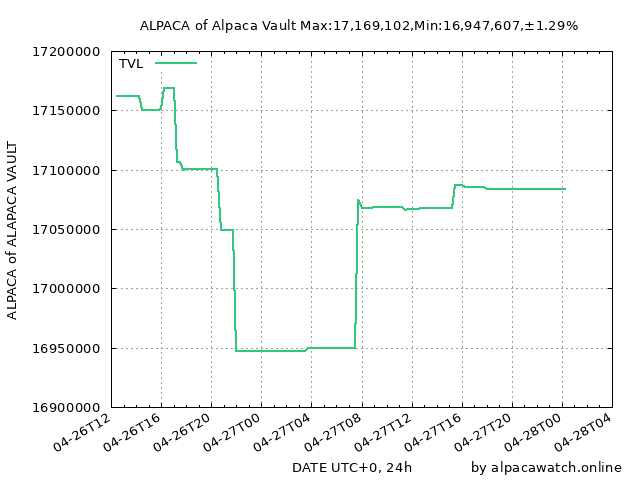 ALPACA of Alpaca Vault Max:17,169,102,Min:16,947,607,±1.29%
TVL
17200000
17150000
17100000
17050000
17000000
16950000
16900000
ALPACA of ALAPACA VAULT
04-26T12
04-26T16
04-26T20
04-27T00
04-27T04
04-27T08
04-27T12
04-27T16
04-27T20
04-28T00
04-28T04
DATE UTC+0, 24h
by alpacawatch.online